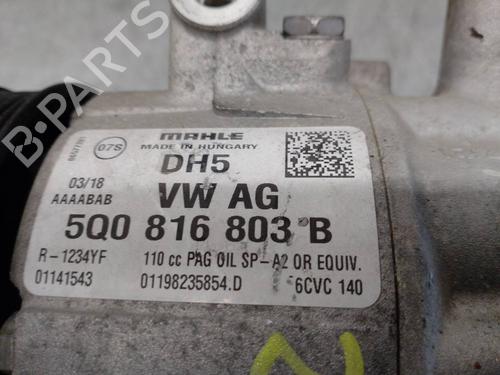 B-Parts
8607781
07S
MAHLE
MADE IN HUNGARY
DH5
03/18
AAAABAB
VW AG
5Q0 816 803 B
R-1234YF
110 cc PAG OIL SP-A2 OR EQUIV.
01141543
01198235854.D
6CVC 140